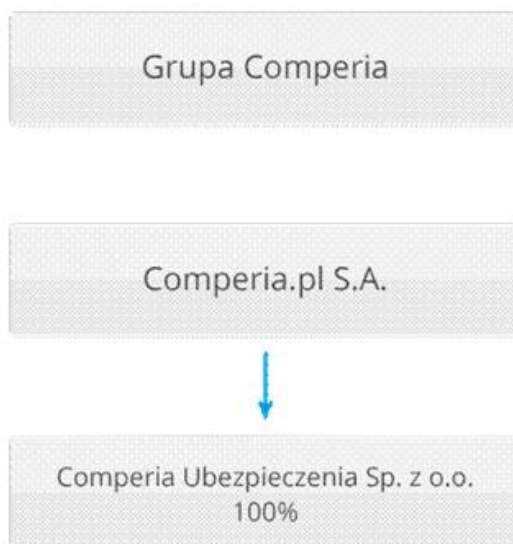 Grupa Comperia
Comperia.pl S.A.
Comperia Ubezpieczenia Sp. z o.o.
100%